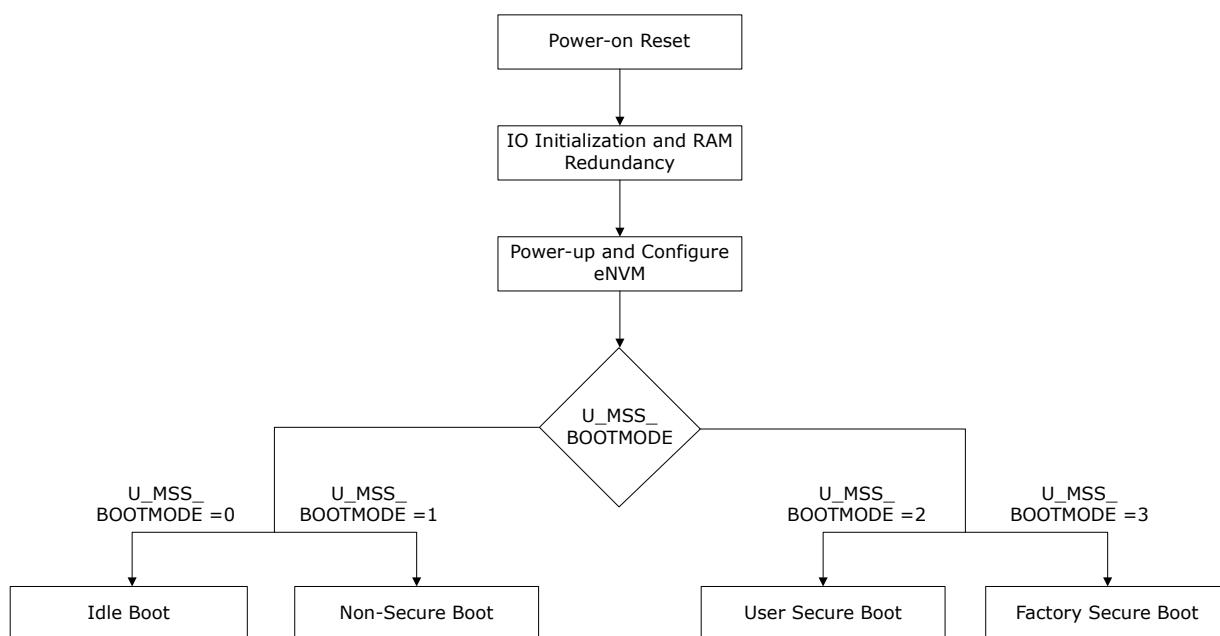 Power-on Reset
IO Initialization and RAM
Redundancy
Power-up and Configure
eNVM
U_MSS_
BOOTMODE
U_MSS_
BOOTMODE =0
U_MSS_
BOOTMODE =1
U_MSS_
BOOTMODE =2
U_MSS_
BOOTMODE =3
Idle Boot
Non-Secure Boot
User Secure Boot
Factory Secure Boot